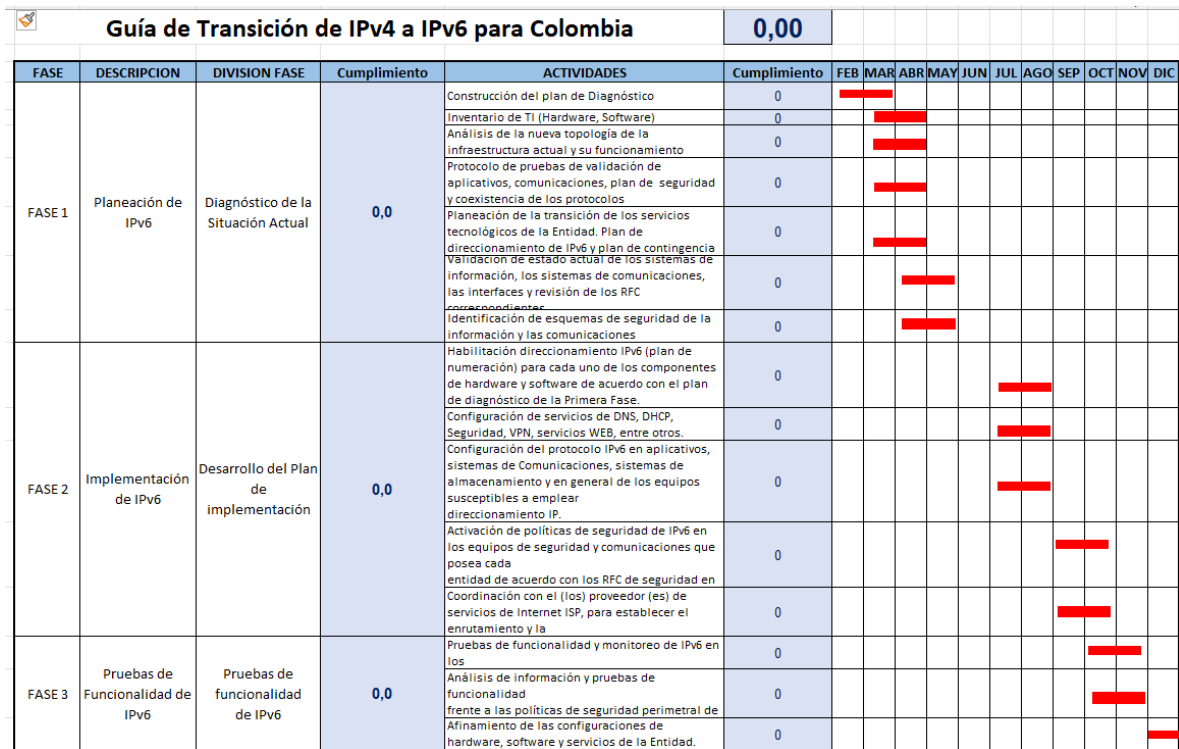 Guía de Transición de IPv4 a IPv6 para Colombia 0,00
FASE DESCRIPCION DIVISION FASE Cumplimiento ACTIVIDADES Cumplimiento FEB MAR ABR MAY JUN JUL AGO SEP OCT NOV DIC
FASE 1
Planeación de
IPv6
Diagnóstico de la
Situación Actual
0,0
Construcción del plan de Diagnóstico
0
Inventario de TI (Hardware, Software)
0
Análisis de la nueva topología de la
infraestructura actual y su funcionamiento
0
Protocolo de pruebas de validación de
aplicativos, comunicaciones, plan de seguridad
y coexistencia de los protocolos
0
Planeación de la transición de los servicios
tecnológicos de la Entidad. Plan de
direccionamiento de IPv6 y plan de contingencia
0
Validación de estado actual de los sistemas de
información, los sistemas de comunicaciones,
las interfaces y revisión de los RFC
correspondientes
0
Identificación de esquemas de seguridad de la
información y las comunicaciones
0
FASE 2
Implementación
de IPv6
Desarrollo del Plan
de
implementación
0,0
Habilitación direccionamiento IPv6 (plan de
numeración) para cada uno de los componentes
de hardware y software de acuerdo con el plan
de diagnóstico de la Primera Fase.
0
Configuración de servicios de DNS, DHCP,
Seguridad, VPN, servicios WEB, entre otros.
0
Configuración del protocolo IPv6 en aplicativos,
sistemas de Comunicaciones, sistemas de
almacenamiento y en general de los equipos
susceptibles a emplear
direccionamiento IP.
0
Activación de políticas de seguridad de IPv6 en
los equipos de seguridad y comunicaciones que
posea cada
entidad de acuerdo con los RFC de seguridad en
0
Coordinación con el (los) proveedor (es) de
servicios de Internet ISP, para establecer el
enrutamiento y la
0
FASE 3
Pruebas de
Funcionalidad de
IPv6
Pruebas de
funcionalidad
de IPv6
0,0
Pruebas de funcionalidad y monitoreo de IPv6 en
los
0
Análisis de información y pruebas de
funcionalidad
frente a las políticas de seguridad perimetral de
0
Afinamiento de las configuraciones de
hardware, software y servicios de la Entidad.
0